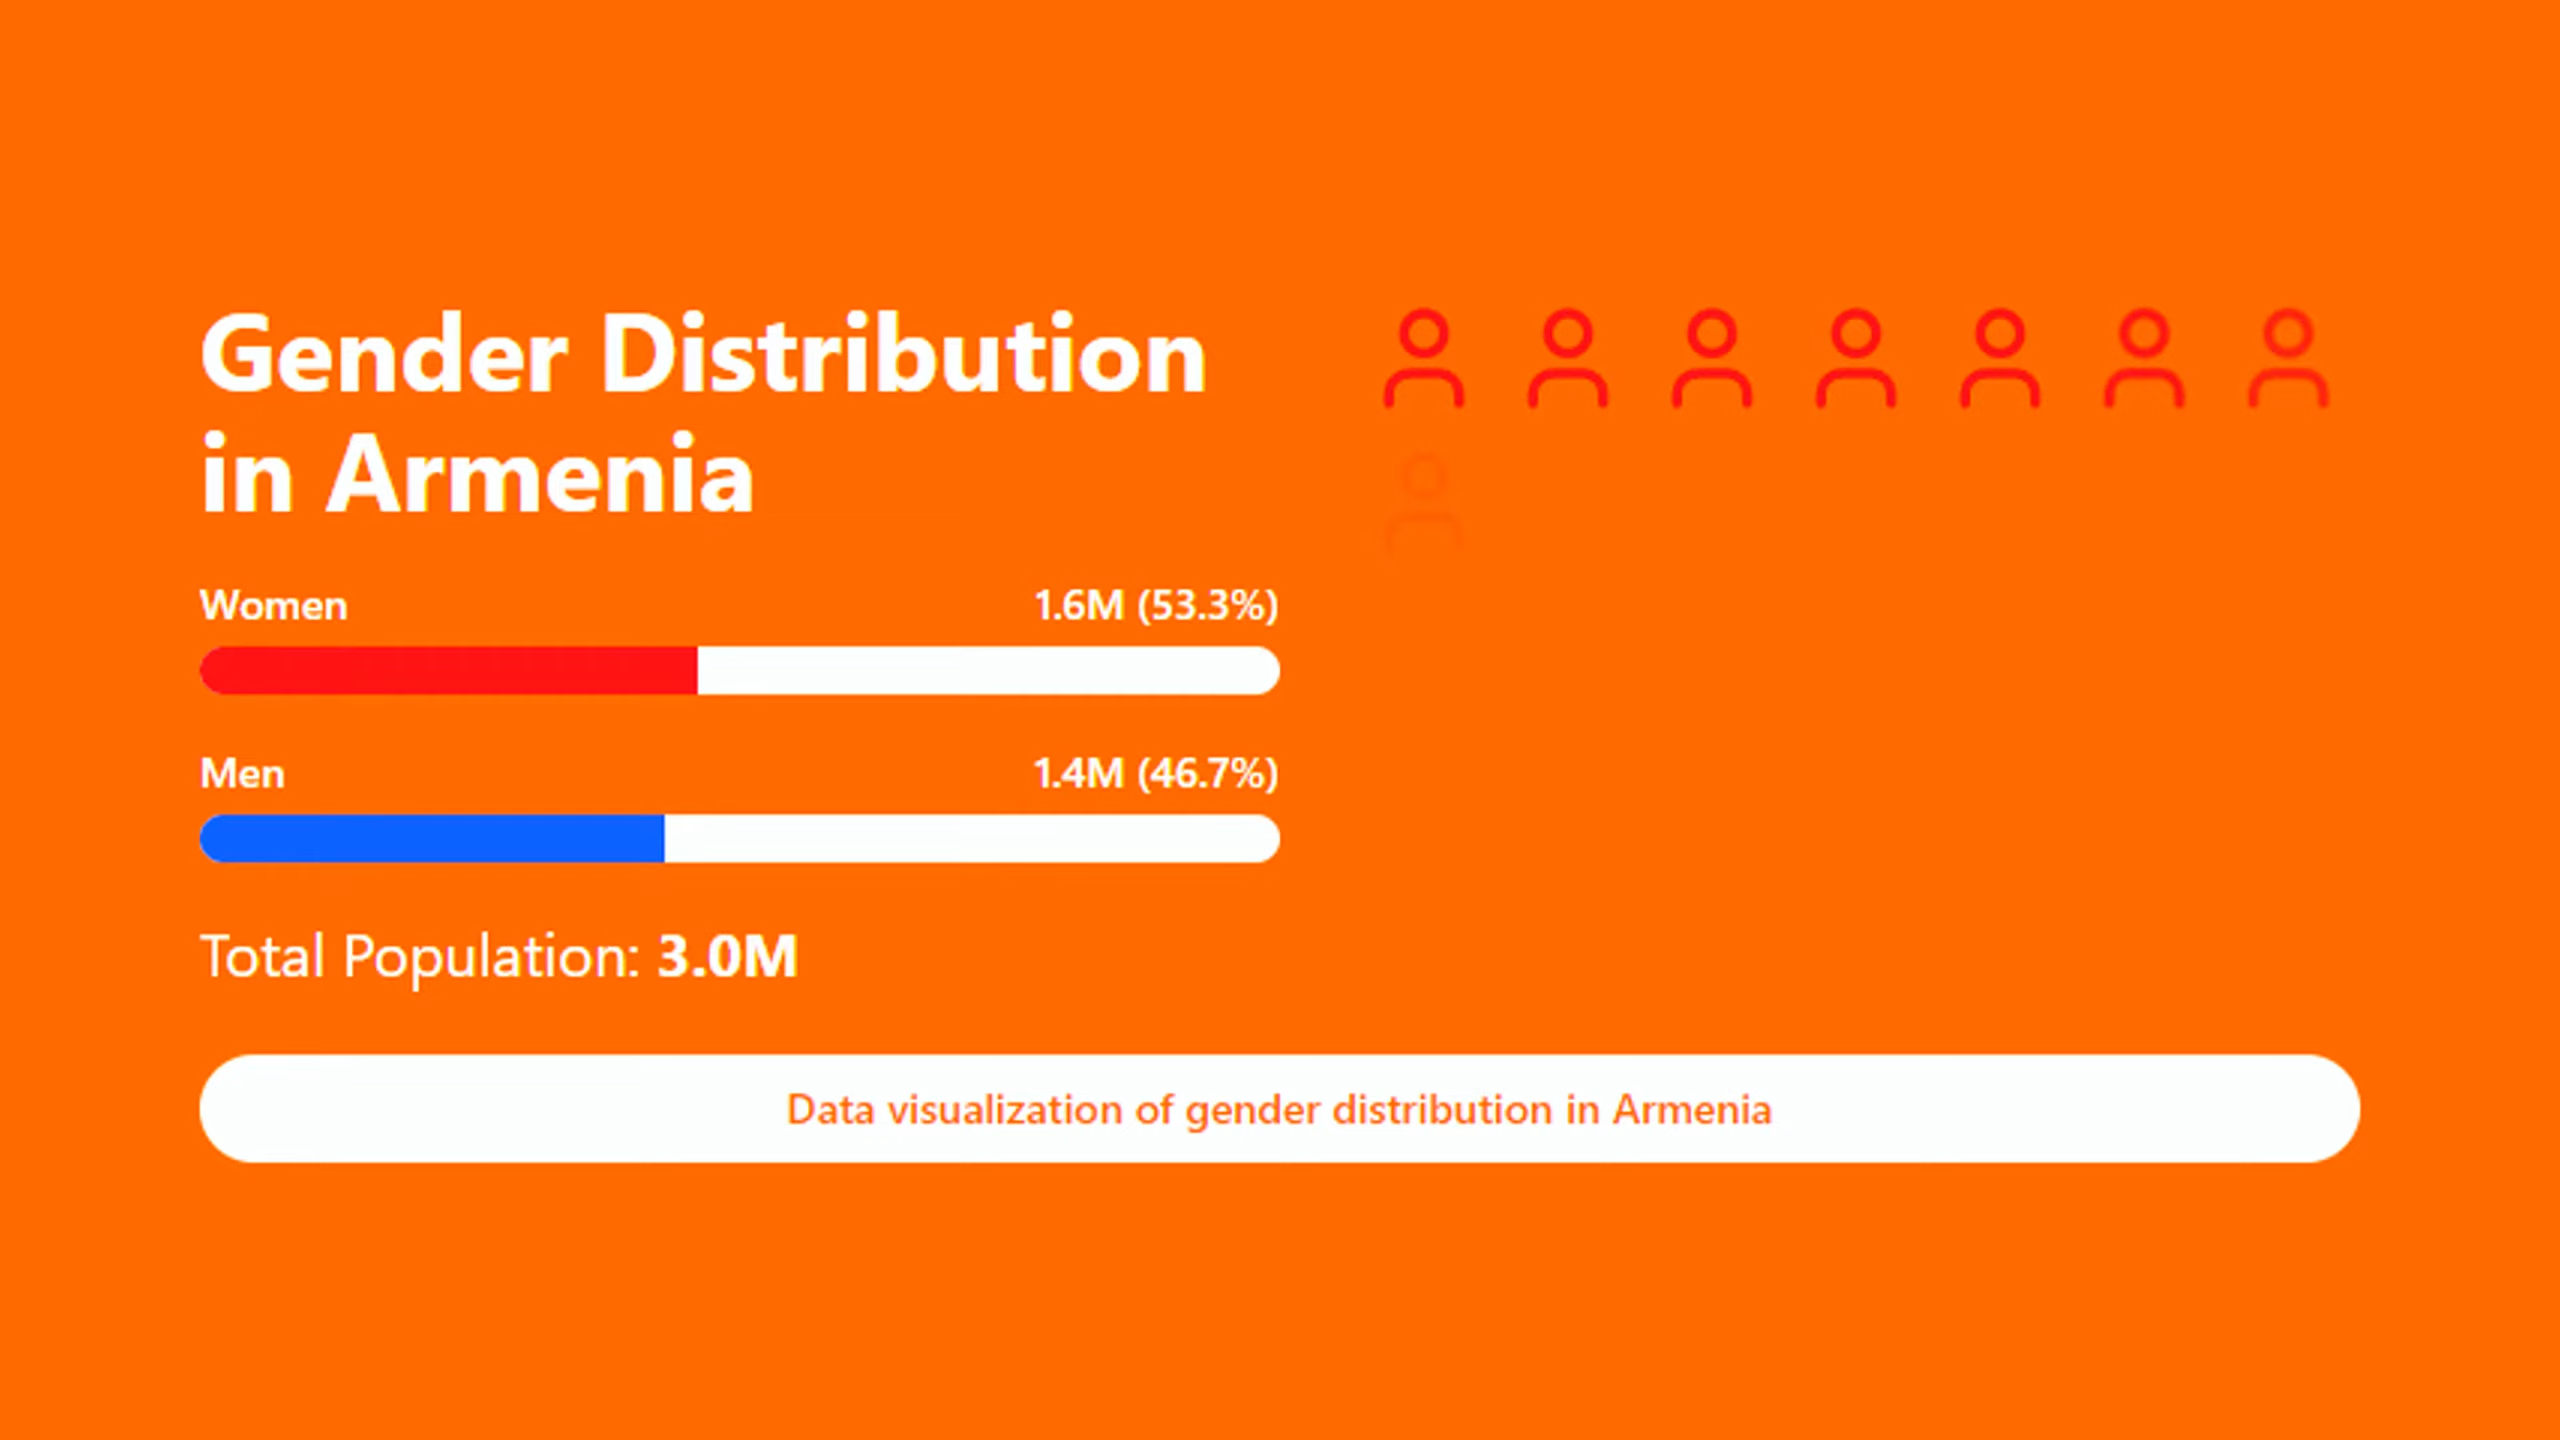 Gender Distribution
in Armenia
Women 1.6M (53.3%)
Men 1.4M (46.7%)
Total Population: 3.0M
Data visualization of gender distribution in Armenia